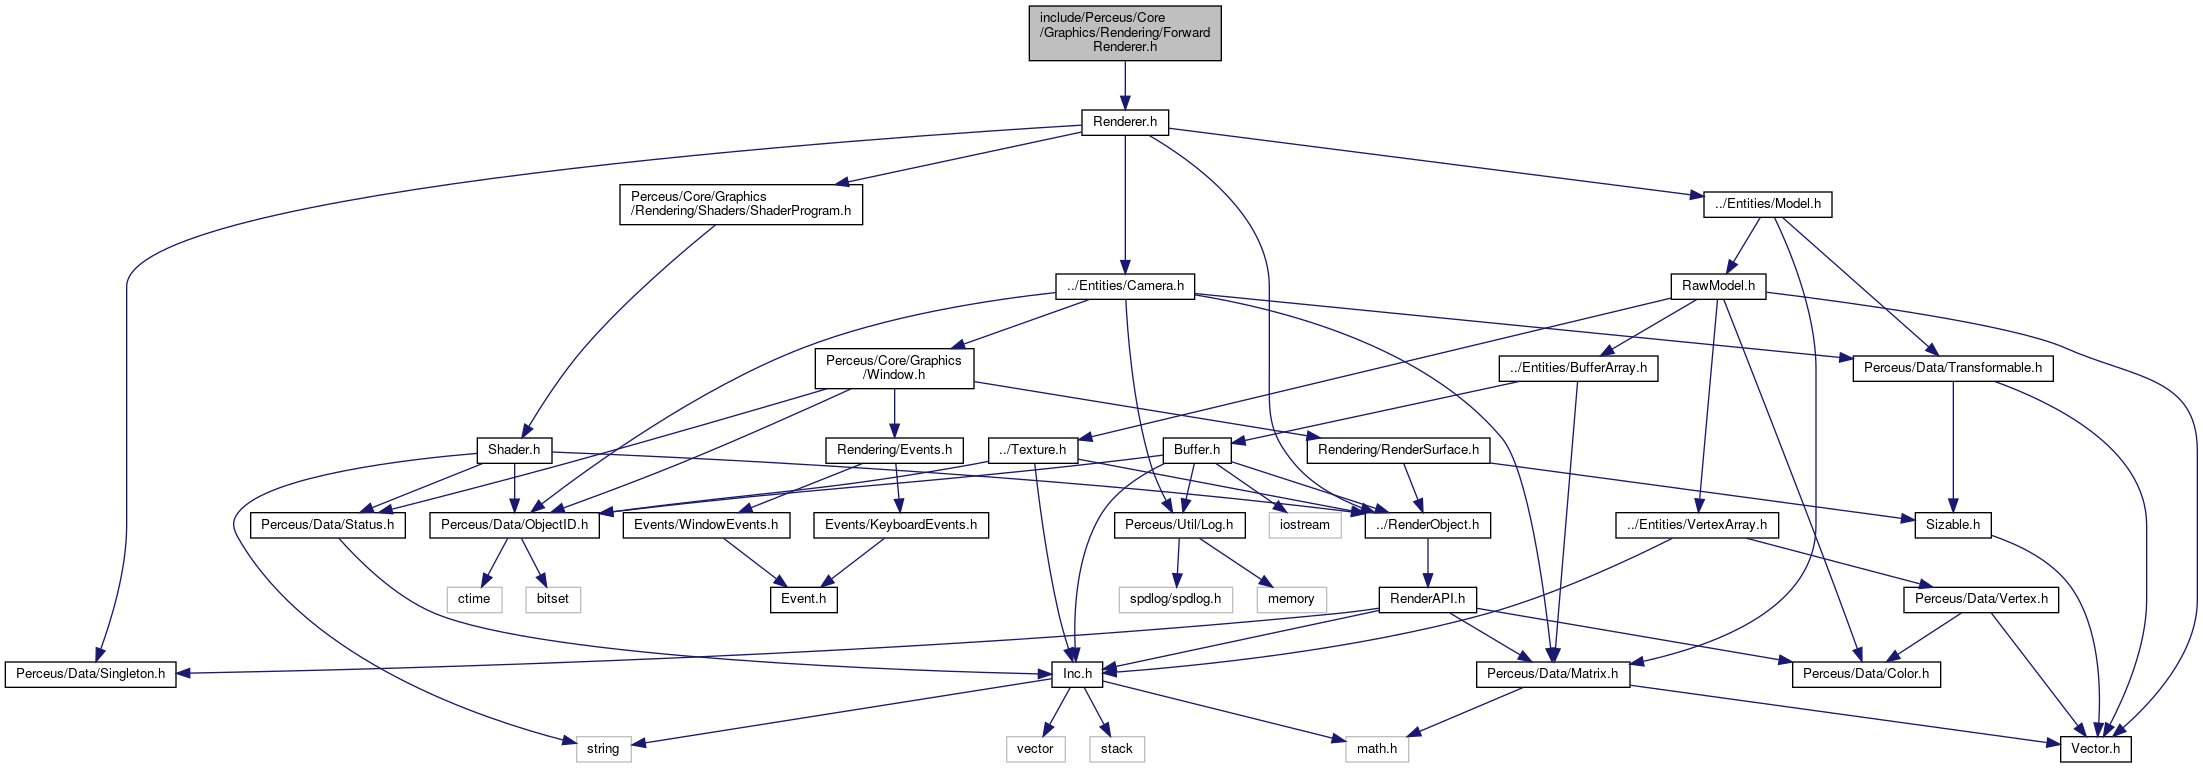 include/Perceus/Core
/Graphics/Rendering/Forward
Renderer.h
Renderer.h
Perceus/Core/Graphics
/Rendering/Shaders/ShaderProgram.h
../Entities/Model.h
../Entities/Camera.h
RawModel.h
Perceus/Core/Graphics
/Window.h
../Entities/BufferArray.h
Perceus/Data/Transformable.h
Shader.h
Rendering/Events.h
../Texture.h
Buffer.h
Rendering/RenderSurface.h
Perceus/Data/Status.h
Perceus/Data/ObjectID.h
Events/WindowEvents.h
Events/KeyboardEvents.h
Perceus/Util/Log.h
iostream
../RenderObject.h
../Entities/VertexArray.h
Sizable.h
ctime
bitset
Event.h
spdlog/spdlog.h
memory
RenderAPI.h
Perceus/Data/Vertex.h
Perceus/Data/Singleton.h
Inc.h
Perceus/Data/Matrix.h
Perceus/Data/Color.h
string
vector
stack
math.h
Vector.h